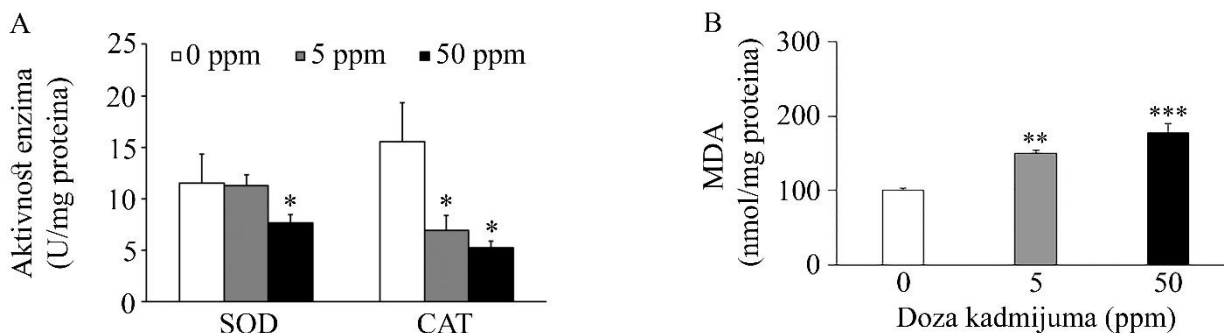 A
Aktivnost enzima
(U/mg proteina)
25
20
15
10
5
0
0 ppm 5 ppm 50 ppm
*
*
*
SOD CAT
B
MDA
(nmol/mg proteina)
300
200
100
0
**
***
0 5 50
Doza kadmijuma (ppm)